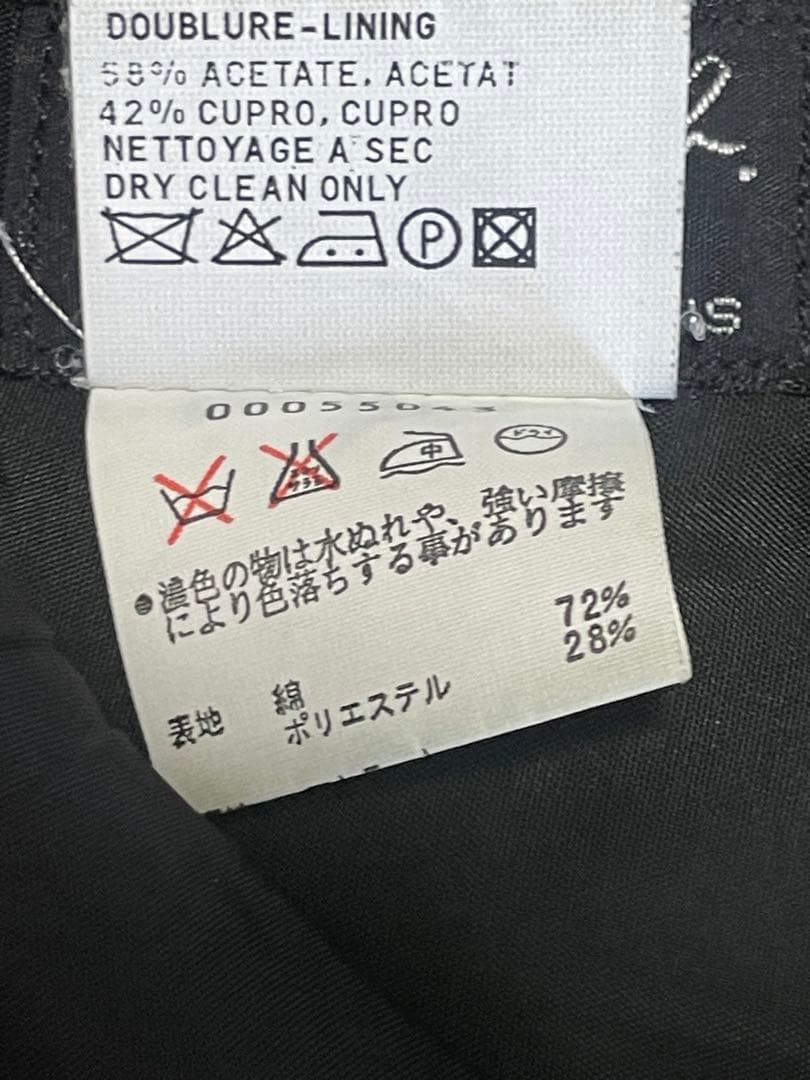 DOUBLURE-LINING
58% ACETATE, ACETAT
42% CUPRO, CUPRO
NETTOYAGE A SEC
DRY CLEAN ONLY
P
中
ドライ
●濃色の物は水ぬれや、強い摩擦
により色落ちする事があります
72%
28%
表地 綿
ポリエステル